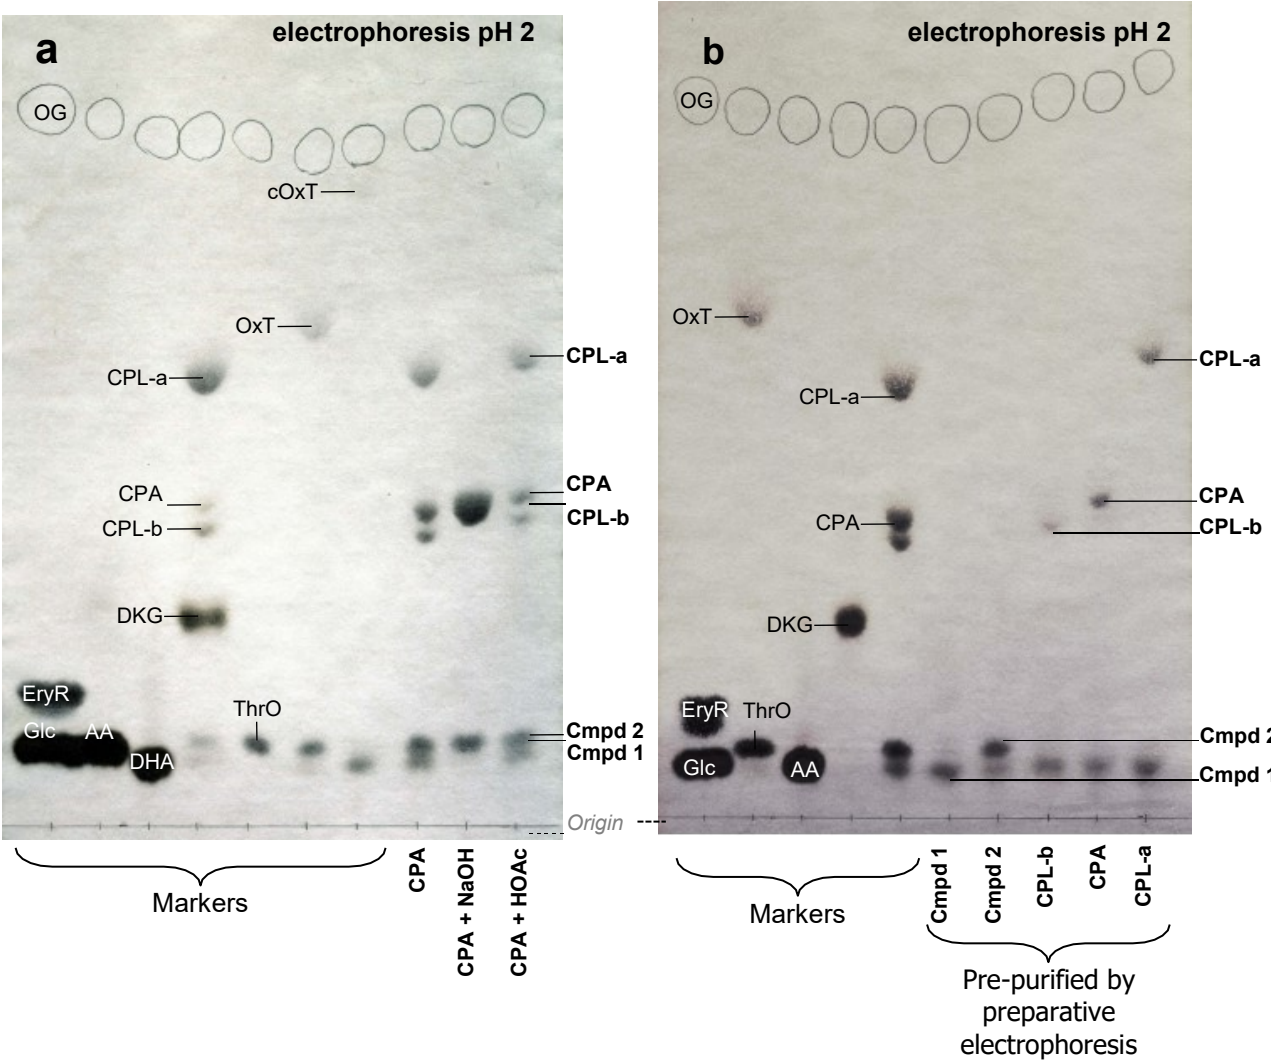 a
electrophoresis pH 2
OG
cOxT
OxT
CPL-a
CPL-a
CPA
CPL-b
CPA
CPL-b
DKG
EryR
Glc
AA
DHA
ThrO
Cmpd 2
Cmpd 1
Origin
Markers
CPA
CPA + NaOH
CPA + HOAc
b
electrophoresis pH 2
OG
OxT
CPL-a
CPL-a
CPA
CPA
CPL-b
DKG
EryR
ThrO
Glc
AA
Cmpd 2
Cmpd 1
Markers
Cmpd 1
Cmpd 2
CPL-b
CPA
CPL-a
Pre-purified by
preparative
electrophoresis